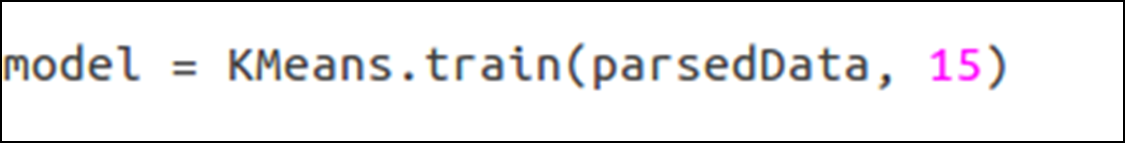 model = KMeans.train(parsedData, 15)